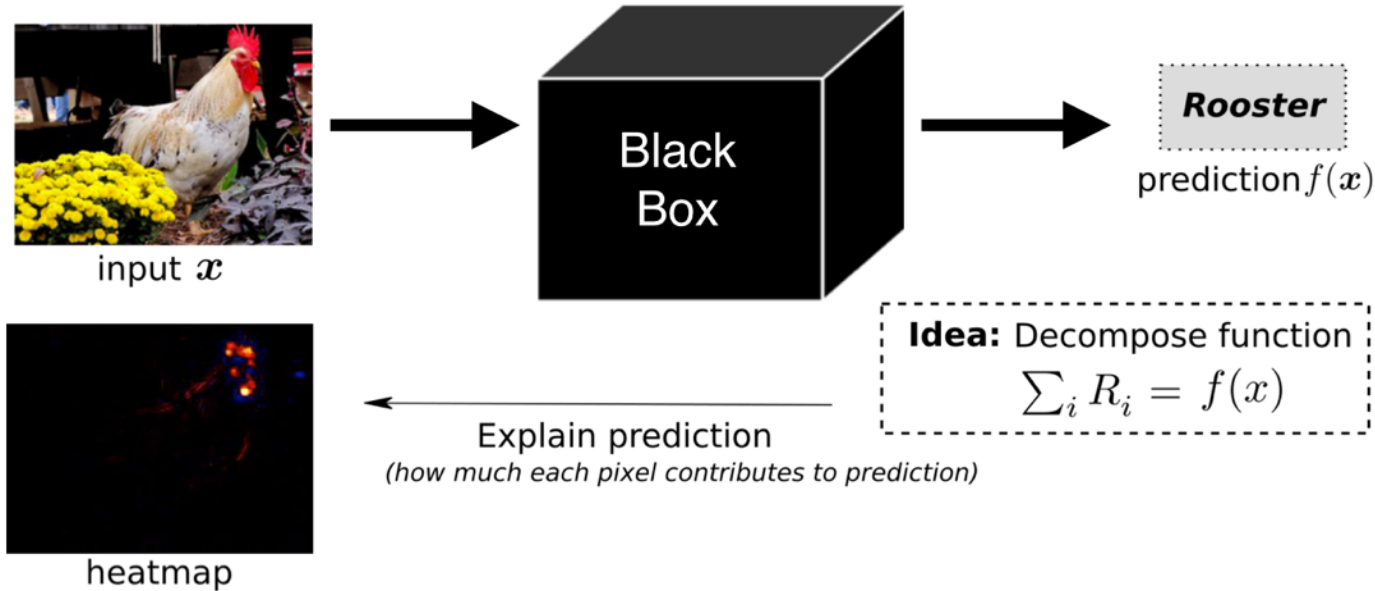 Black
Box
Rooster
prediction f(x)
input x
Idea: Decompose function
∑i Ri = f(x)
Explain prediction
(how much each pixel contributes to prediction)
heatmap